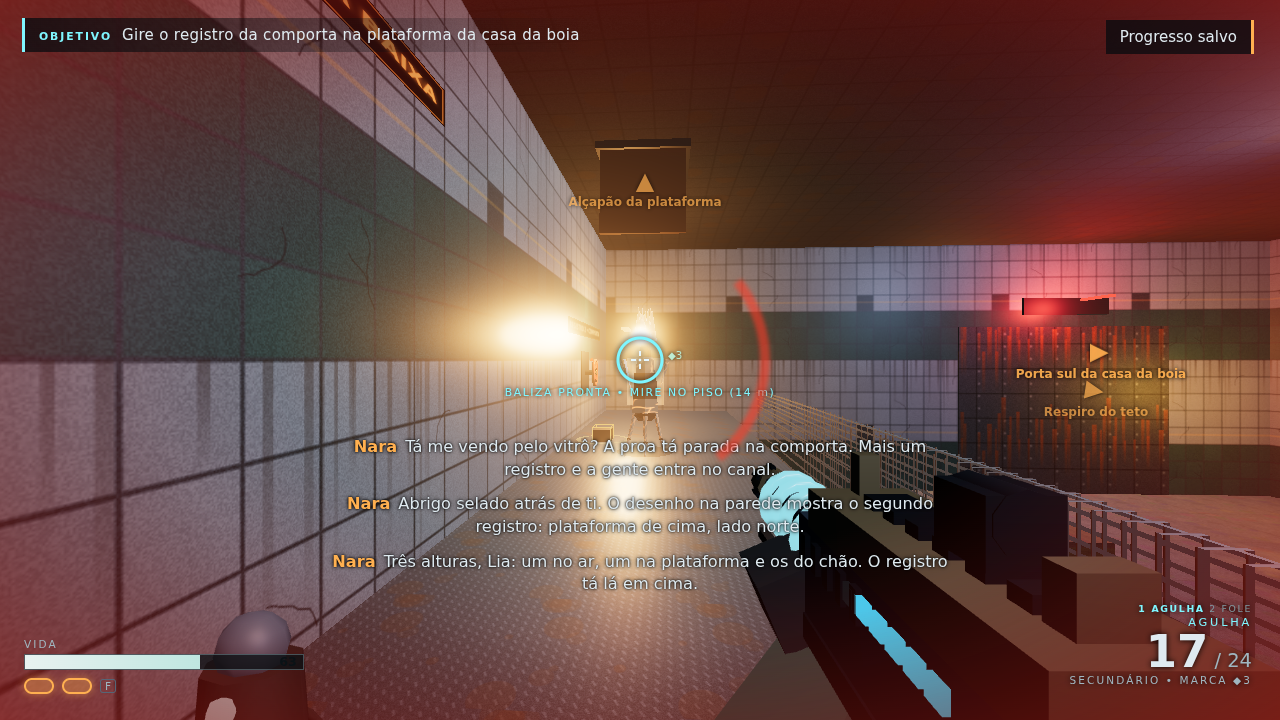 OBJETIVO Gire o registro da comporta na plataforma da casa da boia
Progresso salvo
Alçapão da plataforma
◆3
BALIZA PRONTA • MIRE NO PISO (14 m)
Porta sul da casa da boia
Respiro do teto
Nara Tá me vendo pelo vitrô? A proa tá parada na comporta. Mais um
registro e a gente entra no canal.
Nara Abrigo selado atrás de ti. O desenho na parede mostra o segundo
registro: plataforma de cima, lado norte.
Nara Três alturas, Lia: um no ar, um na plataforma e os do chão. O registro
tá lá em cima.
VIDA
F
1 AGULHA 2 FOLE
AGULHA
17 / 24
SECUNDÁRIO • MARCA ◆3